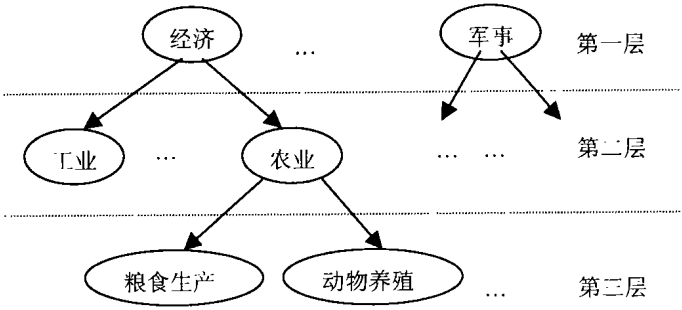 经济 … 军事 第一层
工业 … 农业 … … 第二层
粮食生产 动物养殖 … 第三层